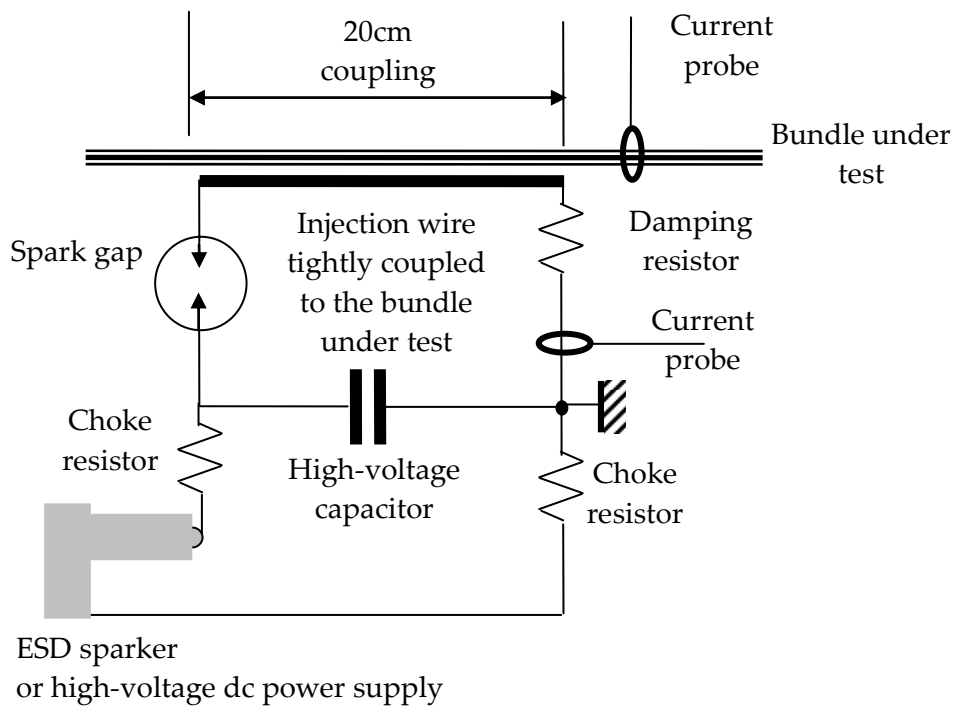 20cm
coupling
Current
probe
Bundle under
test
Spark gap
Injection wire
tightly coupled
to the bundle
under test
Damping
resistor
Current
probe
Choke
resistor
High-voltage
capacitor
Choke
resistor
ESD sparker
or high-voltage dc power supply